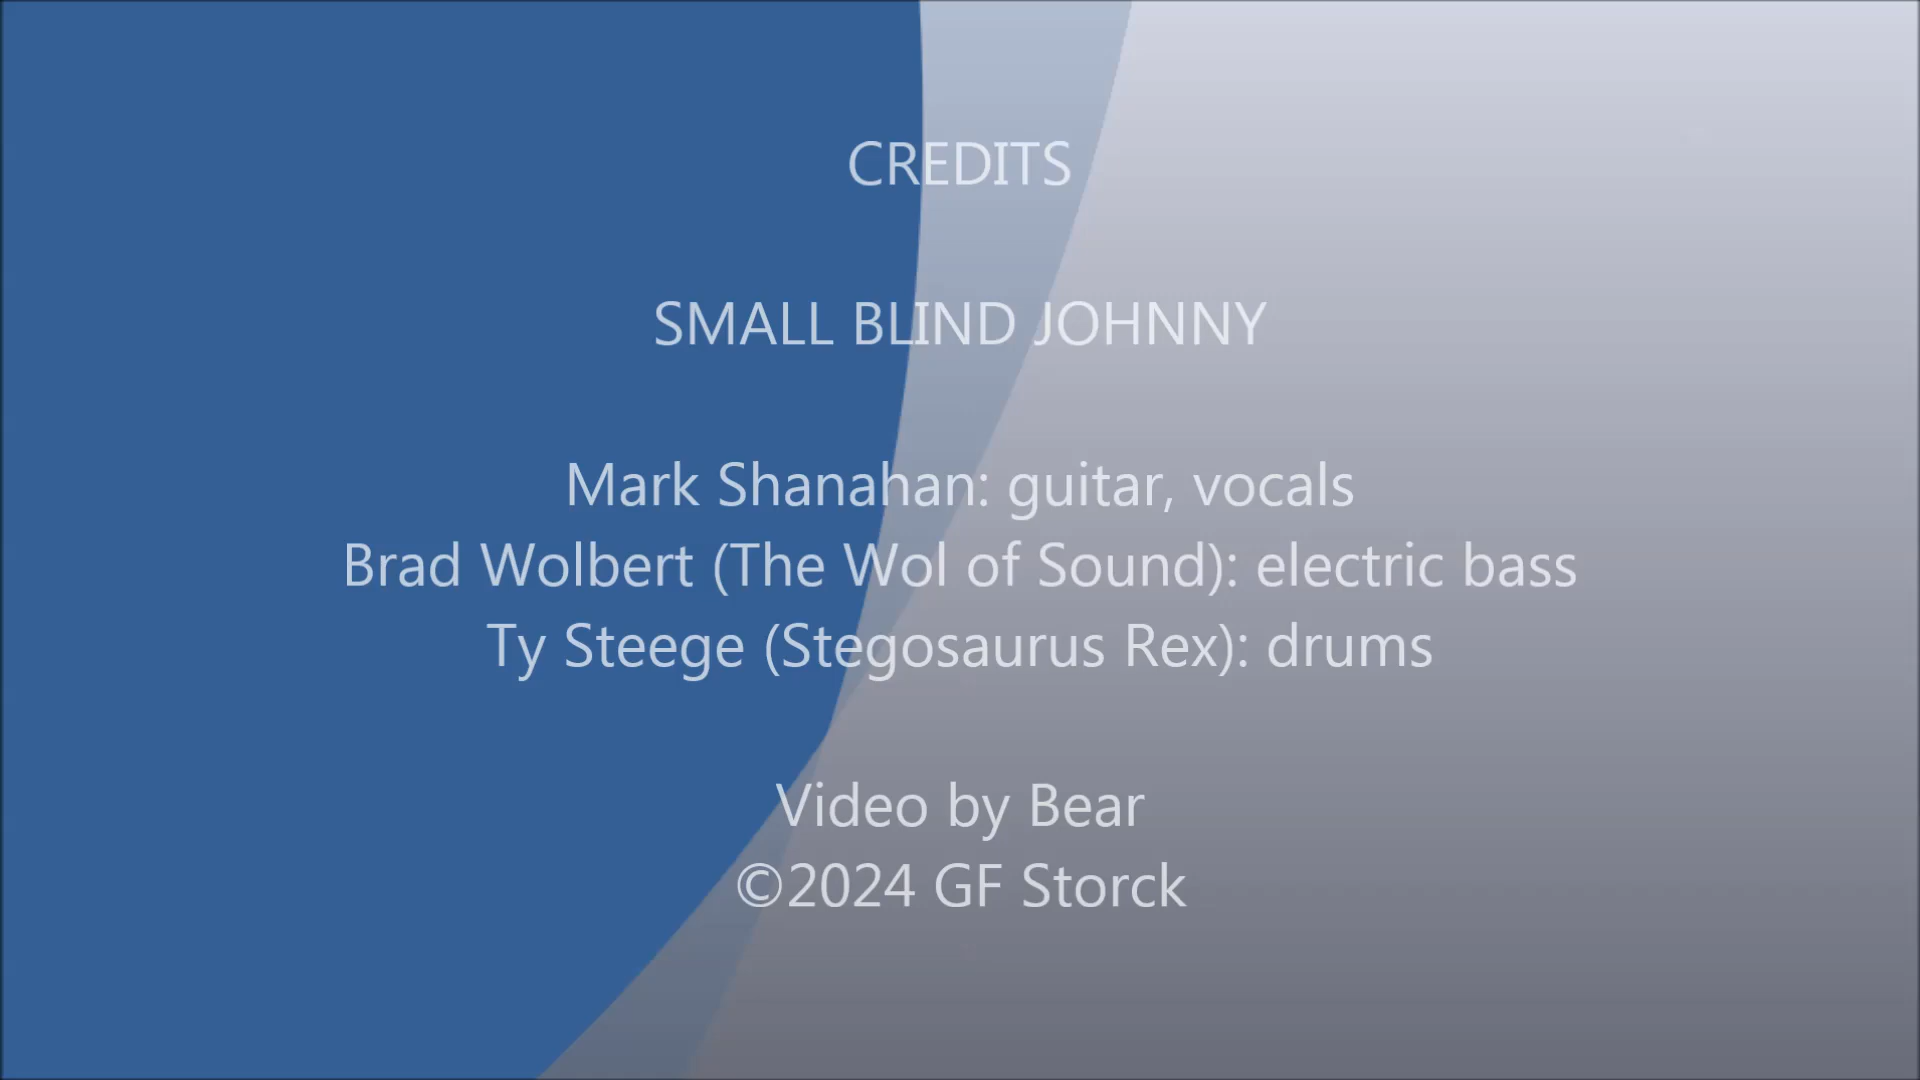 CREDITS
SMALL BLIND JOHNNY
Mark Shanahan: guitar, vocals
Brad Wolbert (The Wol of Sound): electric bass
Ty Steege (Stegosaurus Rex): drums
Video by Bear
©2024 GF Storck